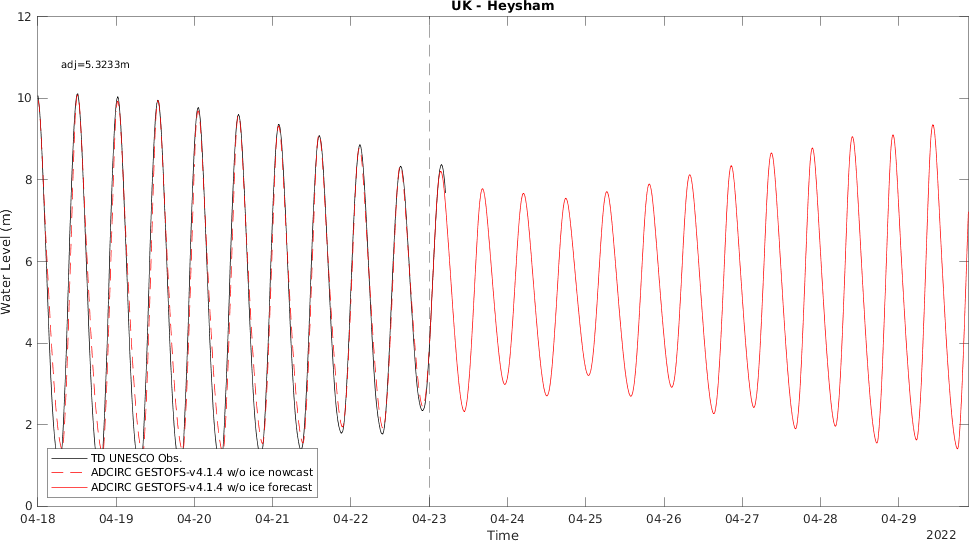 UK - Heysham
12
adj=5.3233m
10
8
6
4
2
0
Water Level (m)
TD UNESCO Obs.
ADCIRC GESTOFS-v4.1.4 w/o ice nowcast
ADCIRC GESTOFS-v4.1.4 w/o ice forecast
04-18 04-19 04-20 04-21 04-22 04-23 04-24 04-25 04-26 04-27 04-28 04-29
Time
2022